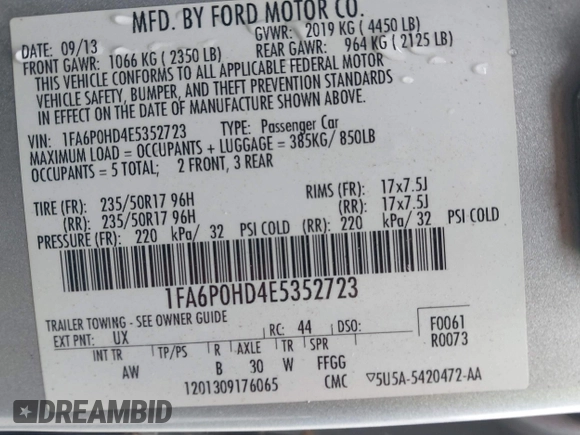 MFD. BY FORD MOTOR CO.
DATE: 09/13 GVWR: 2019 KG ( 4450 LB)
FRONT GAWR: 1066 KG ( 2350 LB) REAR GAWR: 964 KG ( 2125 LB)
THIS VEHICLE CONFORMS TO ALL APPLICABLE FEDERAL MOTOR
VEHICLE SAFETY, BUMPER, AND THEFT PREVENTION STANDARDS
IN EFFECT ON THE DATE OF MANUFACTURE SHOWN ABOVE.
VIN: 1FA6P0HD4E5352723 TYPE: Passenger Car
MAXIMUM LOAD = OCCUPANTS + LUGGAGE = 385KG/ 850LB
OCCUPANTS = 5 TOTAL; 2 FRONT, 3 REAR
TIRE (FR): 235/50R17 96H RIMS (FR): 17x7.5J
(RR): 235/50R17 96H (RR): 17x7.5J
PRESSURE (FR): 220 kPa/ 32 PSI COLD (RR): 220 kPa/ 32 PSI COLD
1FA6P0HD4E5352723
TRAILER TOWING - SEE OWNER GUIDE
EXT PNT: UX RC: 44 DSO: F0061
INT TR TP/PS R AXLE TR SPR R0073
AW B 30 W FFGG
1201309176065 CMC ▽5U5A-5420472-AA
DREAMBID